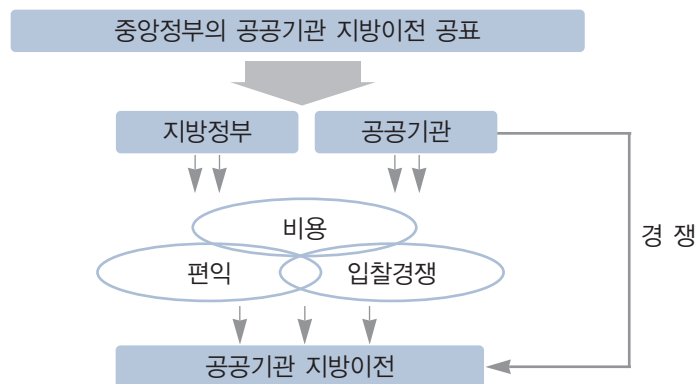 중앙정부의 공공기관 지방이전 공표
지방정부
공공기관
비용
경 쟁
편익
입찰경쟁
공공기관 지방이전